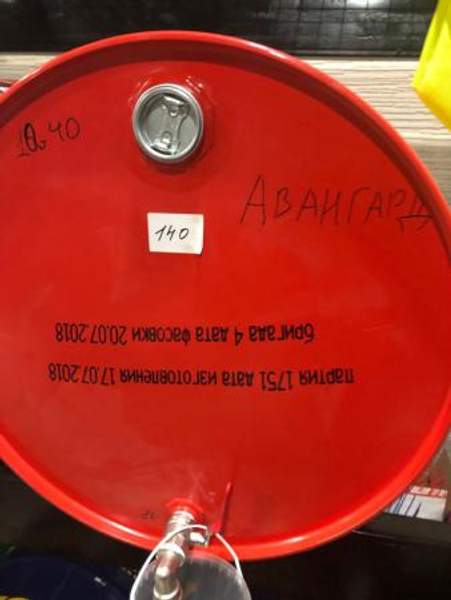 10-40
АВАНГАРД
140
партия 1751 дата изготовления 17.07.2018
бригада 4 дата фасовки 20.07.2018